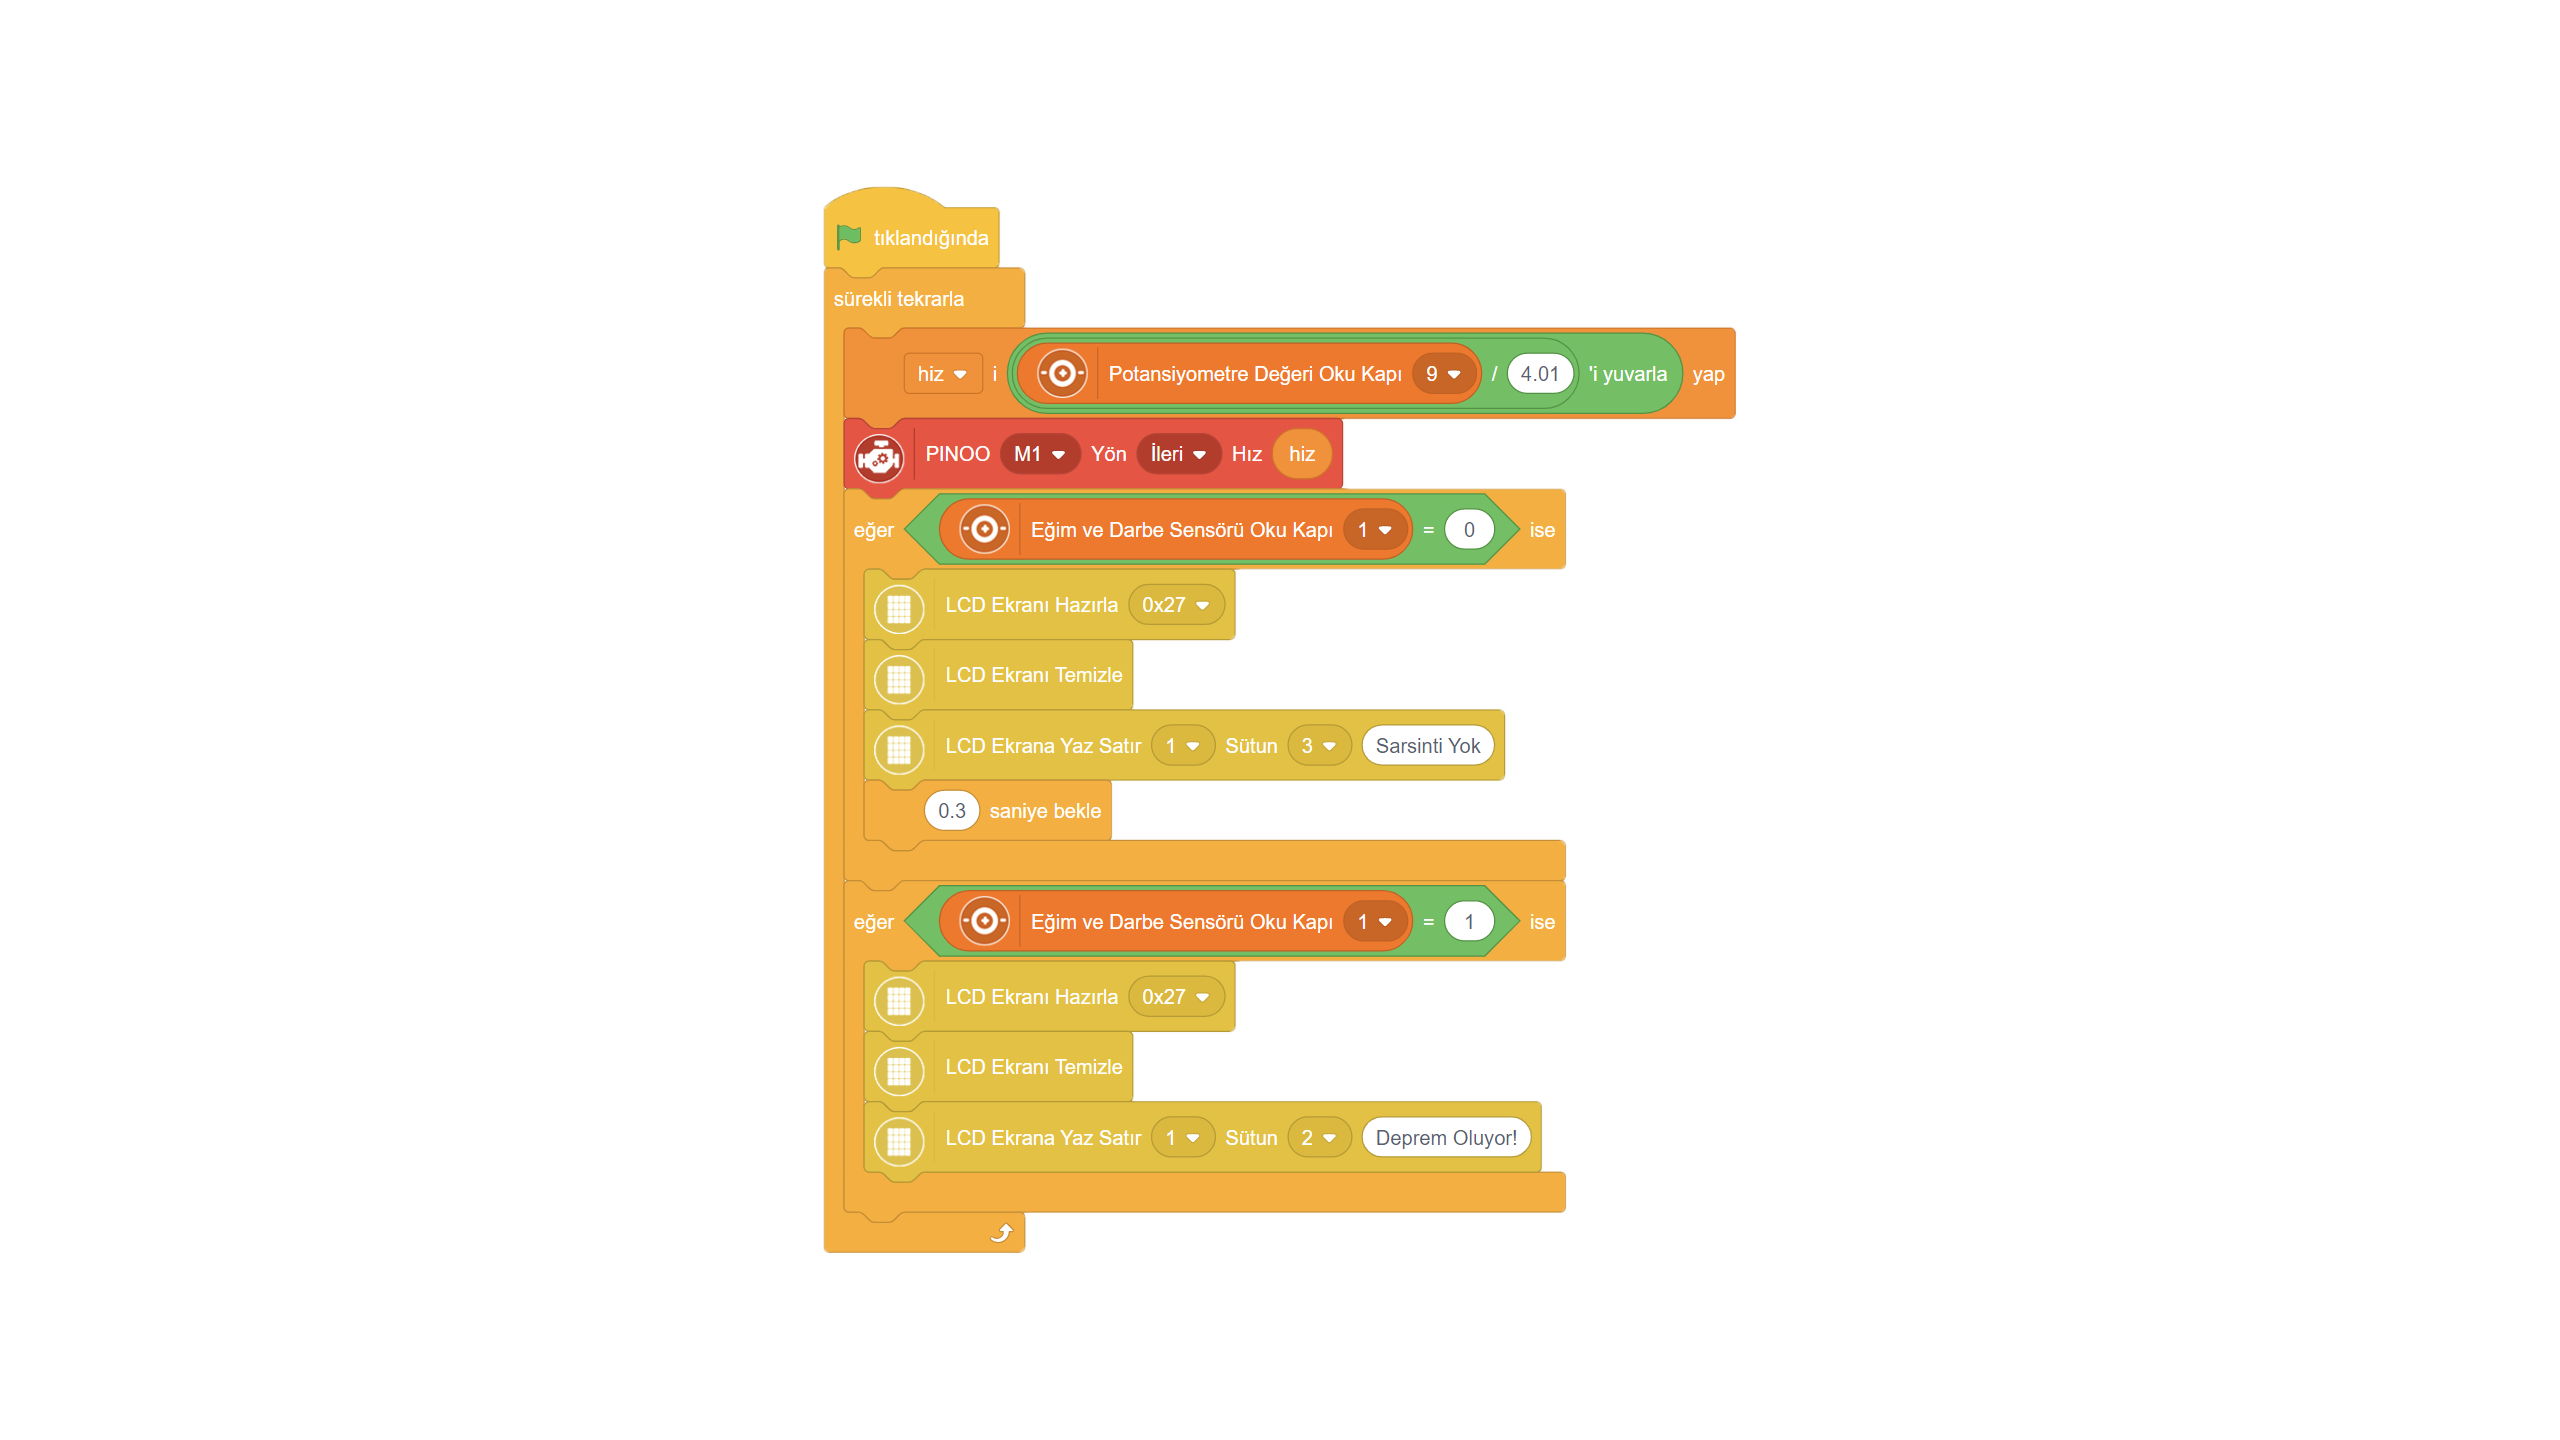 tıklandığında
sürekli tekrarla
hiz i Potansiyometre Değeri Oku Kapı 9 / 4.01 'i yuvarla yap
PINOO M1 Yön İleri Hız hiz
eğer Eğim ve Darbe Sensörü Oku Kapı 1 = 0 ise
LCD Ekranı Hazırla 0x27
LCD Ekranı Temizle
LCD Ekrana Yaz Satır 1 Sütun 3 Sarsinti Yok
0.3 saniye bekle
eğer Eğim ve Darbe Sensörü Oku Kapı 1 = 1 ise
LCD Ekranı Hazırla 0x27
LCD Ekranı Temizle
LCD Ekrana Yaz Satır 1 Sütun 2 Deprem Oluyor!